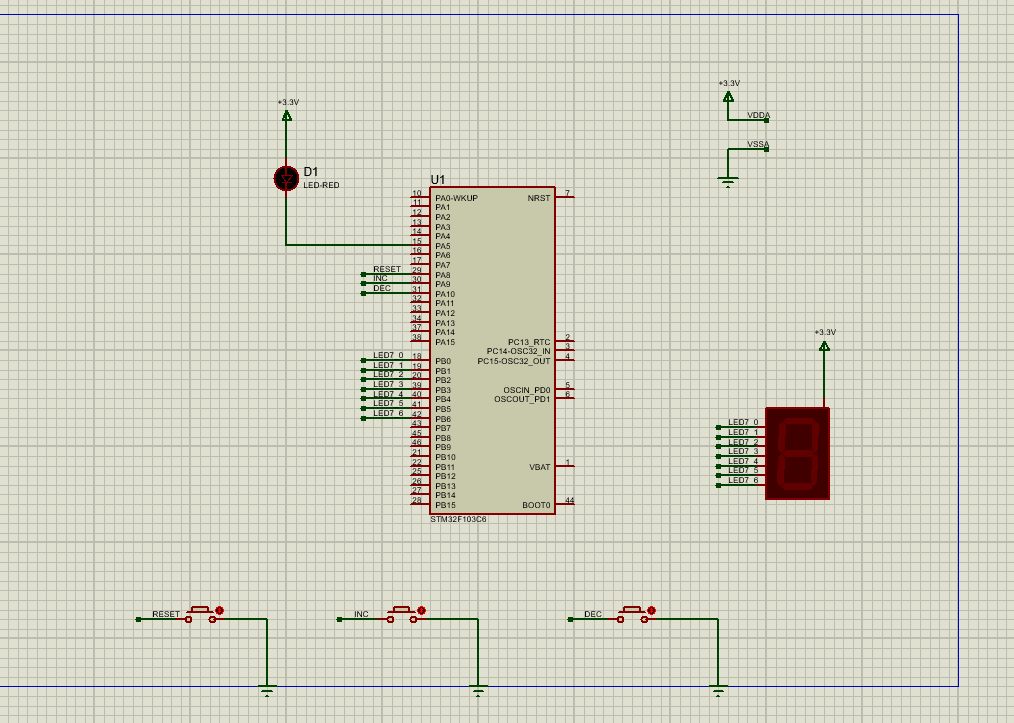 +3.3V
D1
LED-RED
+3.3V
VDDA
VSSA
U1
10 PA0-WKUP
11 PA1
12 PA2
13 PA3
14 PA4
15 PA5
16 PA6
17 PA7
RESET 29 PA8
INC 30 PA9
DEC 31 PA10
32 PA11
33 PA12
34 PA13
37 PA14
38 PA15
LED7_0 18 PB0
LED7_1 19 PB1
LED7_2 20 PB2
LED7_3 39 PB3
LED7_4 40 PB4
LED7_5 41 PB5
LED7_6 42 PB6
43 PB7
45 PB8
46 PB9
21 PB10
22 PB11
25 PB12
26 PB13
27 PB14
28 PB15
NRST 7
PC13_RTC 2
PC14-OSC32_IN 3
PC15-OSC32_OUT 4
OSCIN_PD0 5
OSCOUT_PD1 6
VBAT 1
BOOT0 44
STM32F103C6
+3.3V
LED7_0
LED7_1
LED7_2
LED7_3
LED7_4
LED7_5
LED7_6
RESET
INC
DEC